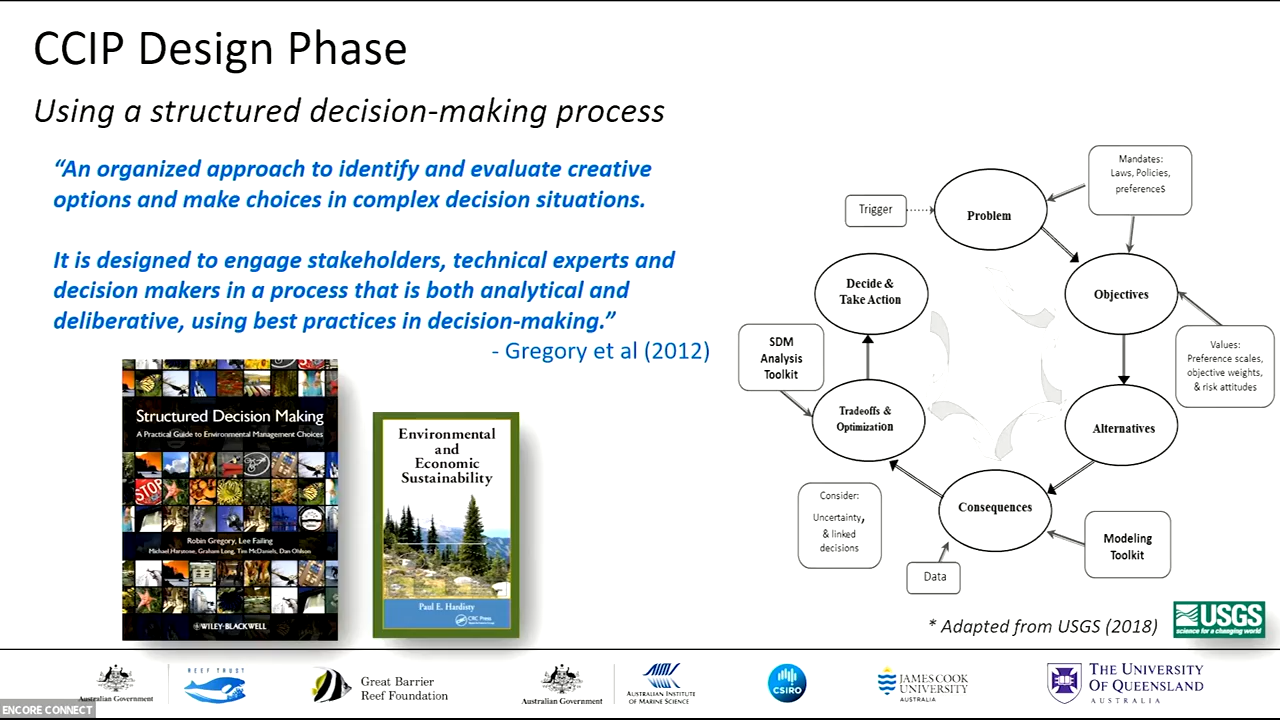 CCIP Design Phase
Using a structured decision-making process
“An organized approach to identify and evaluate creative
options and make choices in complex decision situations.
It is designed to engage stakeholders, technical experts and
decision makers in a process that is both analytical and
deliberative, using best practices in decision-making.”
- Gregory et al (2012)
Structured Decision Making
A Practical Guide to Environmental Management Choices
STOP
Robin Gregory, Lee Failing
Michael Harstone, Graham Long, Tim McDaniels, Dan Ohlson
WILEY-BLACKWELL
Environmental
and
Economic
Sustainability
Paul E. Hardisty
CRC Press
Mandates:
Laws, Policies,
preferences
Trigger
Problem
Decide &
Take Action
Objectives
SDM
Analysis
Toolkit
Values:
Preference scales,
objective weights,
& risk attitudes
Tradeoffs &
Optimization
Alternatives
Consider:
Uncertainty,
& linked
decisions
Consequences
Modeling
Toolkit
Data
* Adapted from USGS (2018)
USGS
science for a changing world
Australian Government
REEF TRUST
Great Barrier
Reef Foundation
Australian Government
AUSTRALIAN INSTITUTE
OF MARINE SCIENCE
CSIRO
JAMES COOK
UNIVERSITY
AUSTRALIA
THE UNIVERSITY
OF QUEENSLAND
AUSTRALIA
ENCORE CONNECT